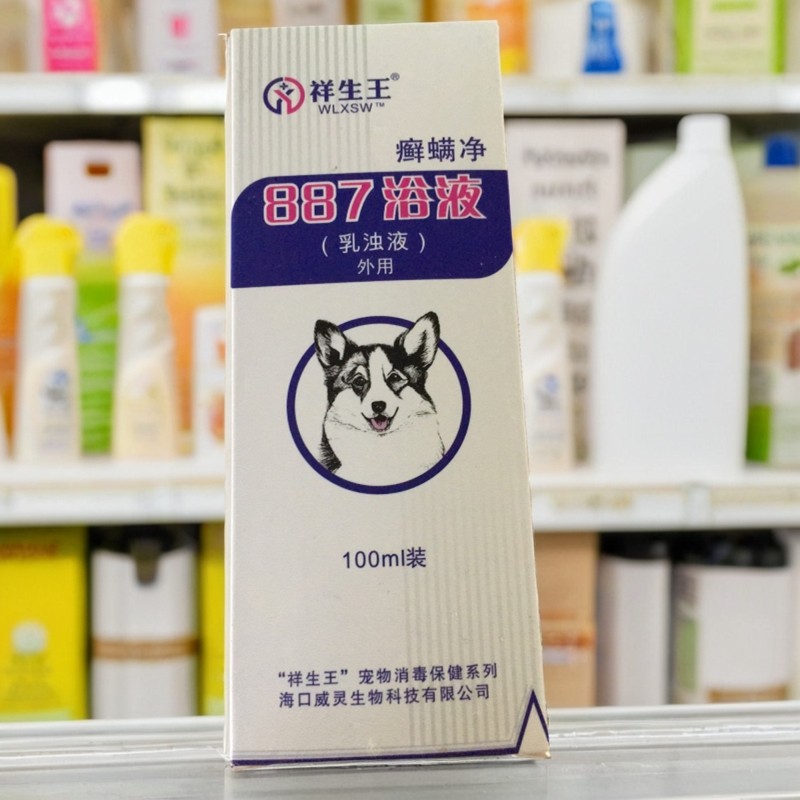 祥生王®
WLXSW™
癣螨净
887浴液
(乳浊液)
外用
100ml装
“祥生王”宠物消毒保健系列
海口威灵生物科技有限公司